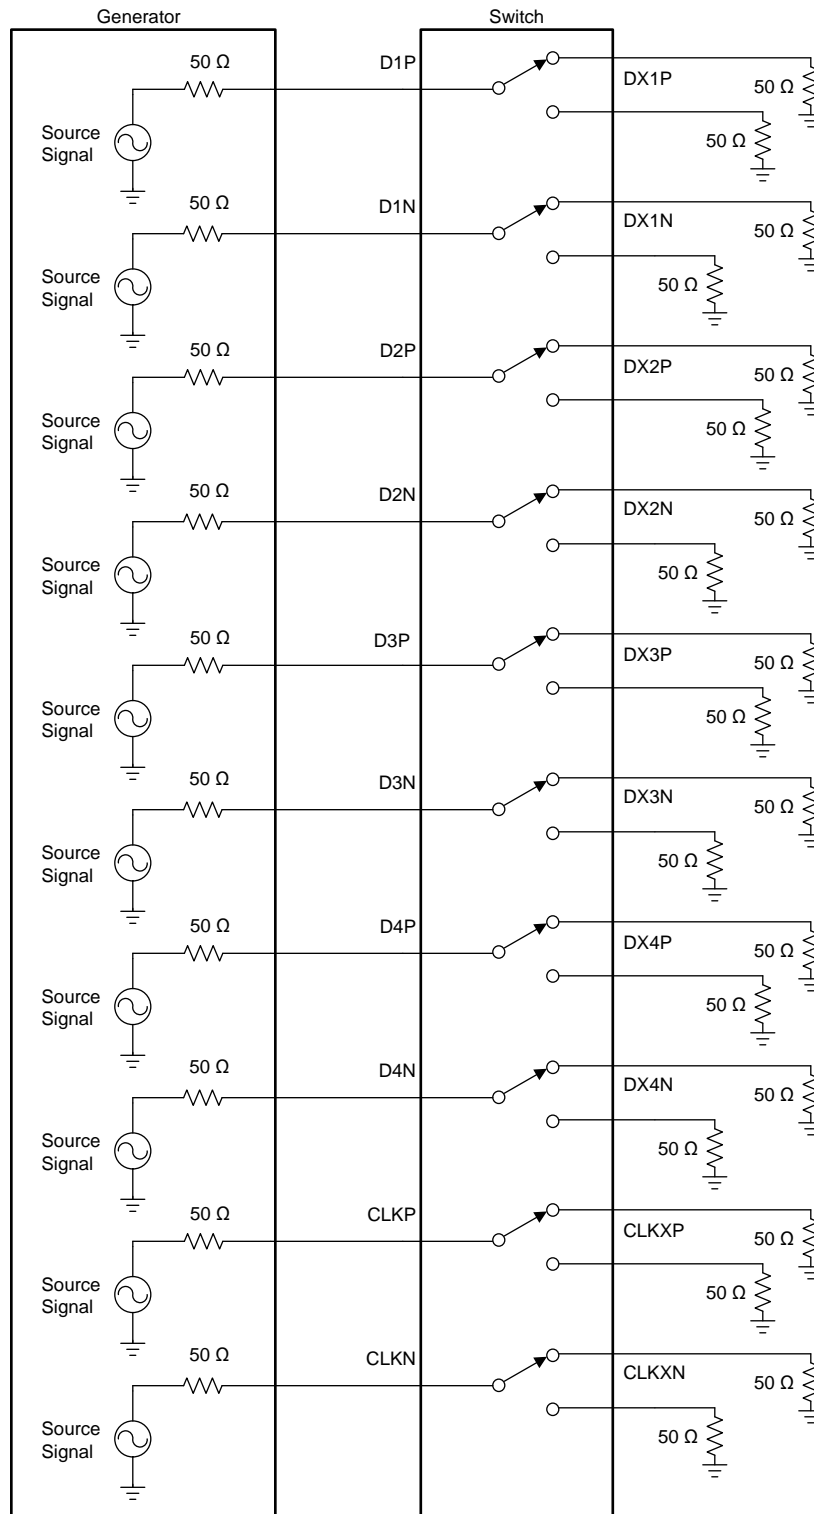 Generator
Switch
50 Ω
D1P
DX1P
50 Ω
Source
Signal
50 Ω
50 Ω
D1N
DX1N
50 Ω
Source
Signal
50 Ω
50 Ω
D2P
DX2P
50 Ω
Source
Signal
50 Ω
50 Ω
D2N
DX2N
50 Ω
Source
Signal
50 Ω
50 Ω
D3P
DX3P
50 Ω
Source
Signal
50 Ω
50 Ω
D3N
DX3N
50 Ω
Source
Signal
50 Ω
50 Ω
D4P
DX4P
50 Ω
Source
Signal
50 Ω
50 Ω
D4N
DX4N
50 Ω
Source
Signal
50 Ω
50 Ω
CLKP
CLKXP
50 Ω
Source
Signal
50 Ω
50 Ω
CLKN
CLKXN
50 Ω
Source
Signal
50 Ω